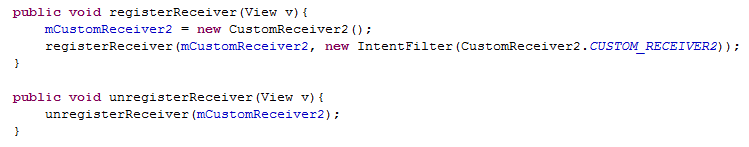 public void registerReceiver(View v){
    mCustomReceiver2 = new CustomReceiver2();
    registerReceiver(mCustomReceiver2, new IntentFilter(CustomReceiver2.CUSTOM_RECEIVER2));
}
public void unregisterReceiver(View v){
    unregisterReceiver(mCustomReceiver2);
}